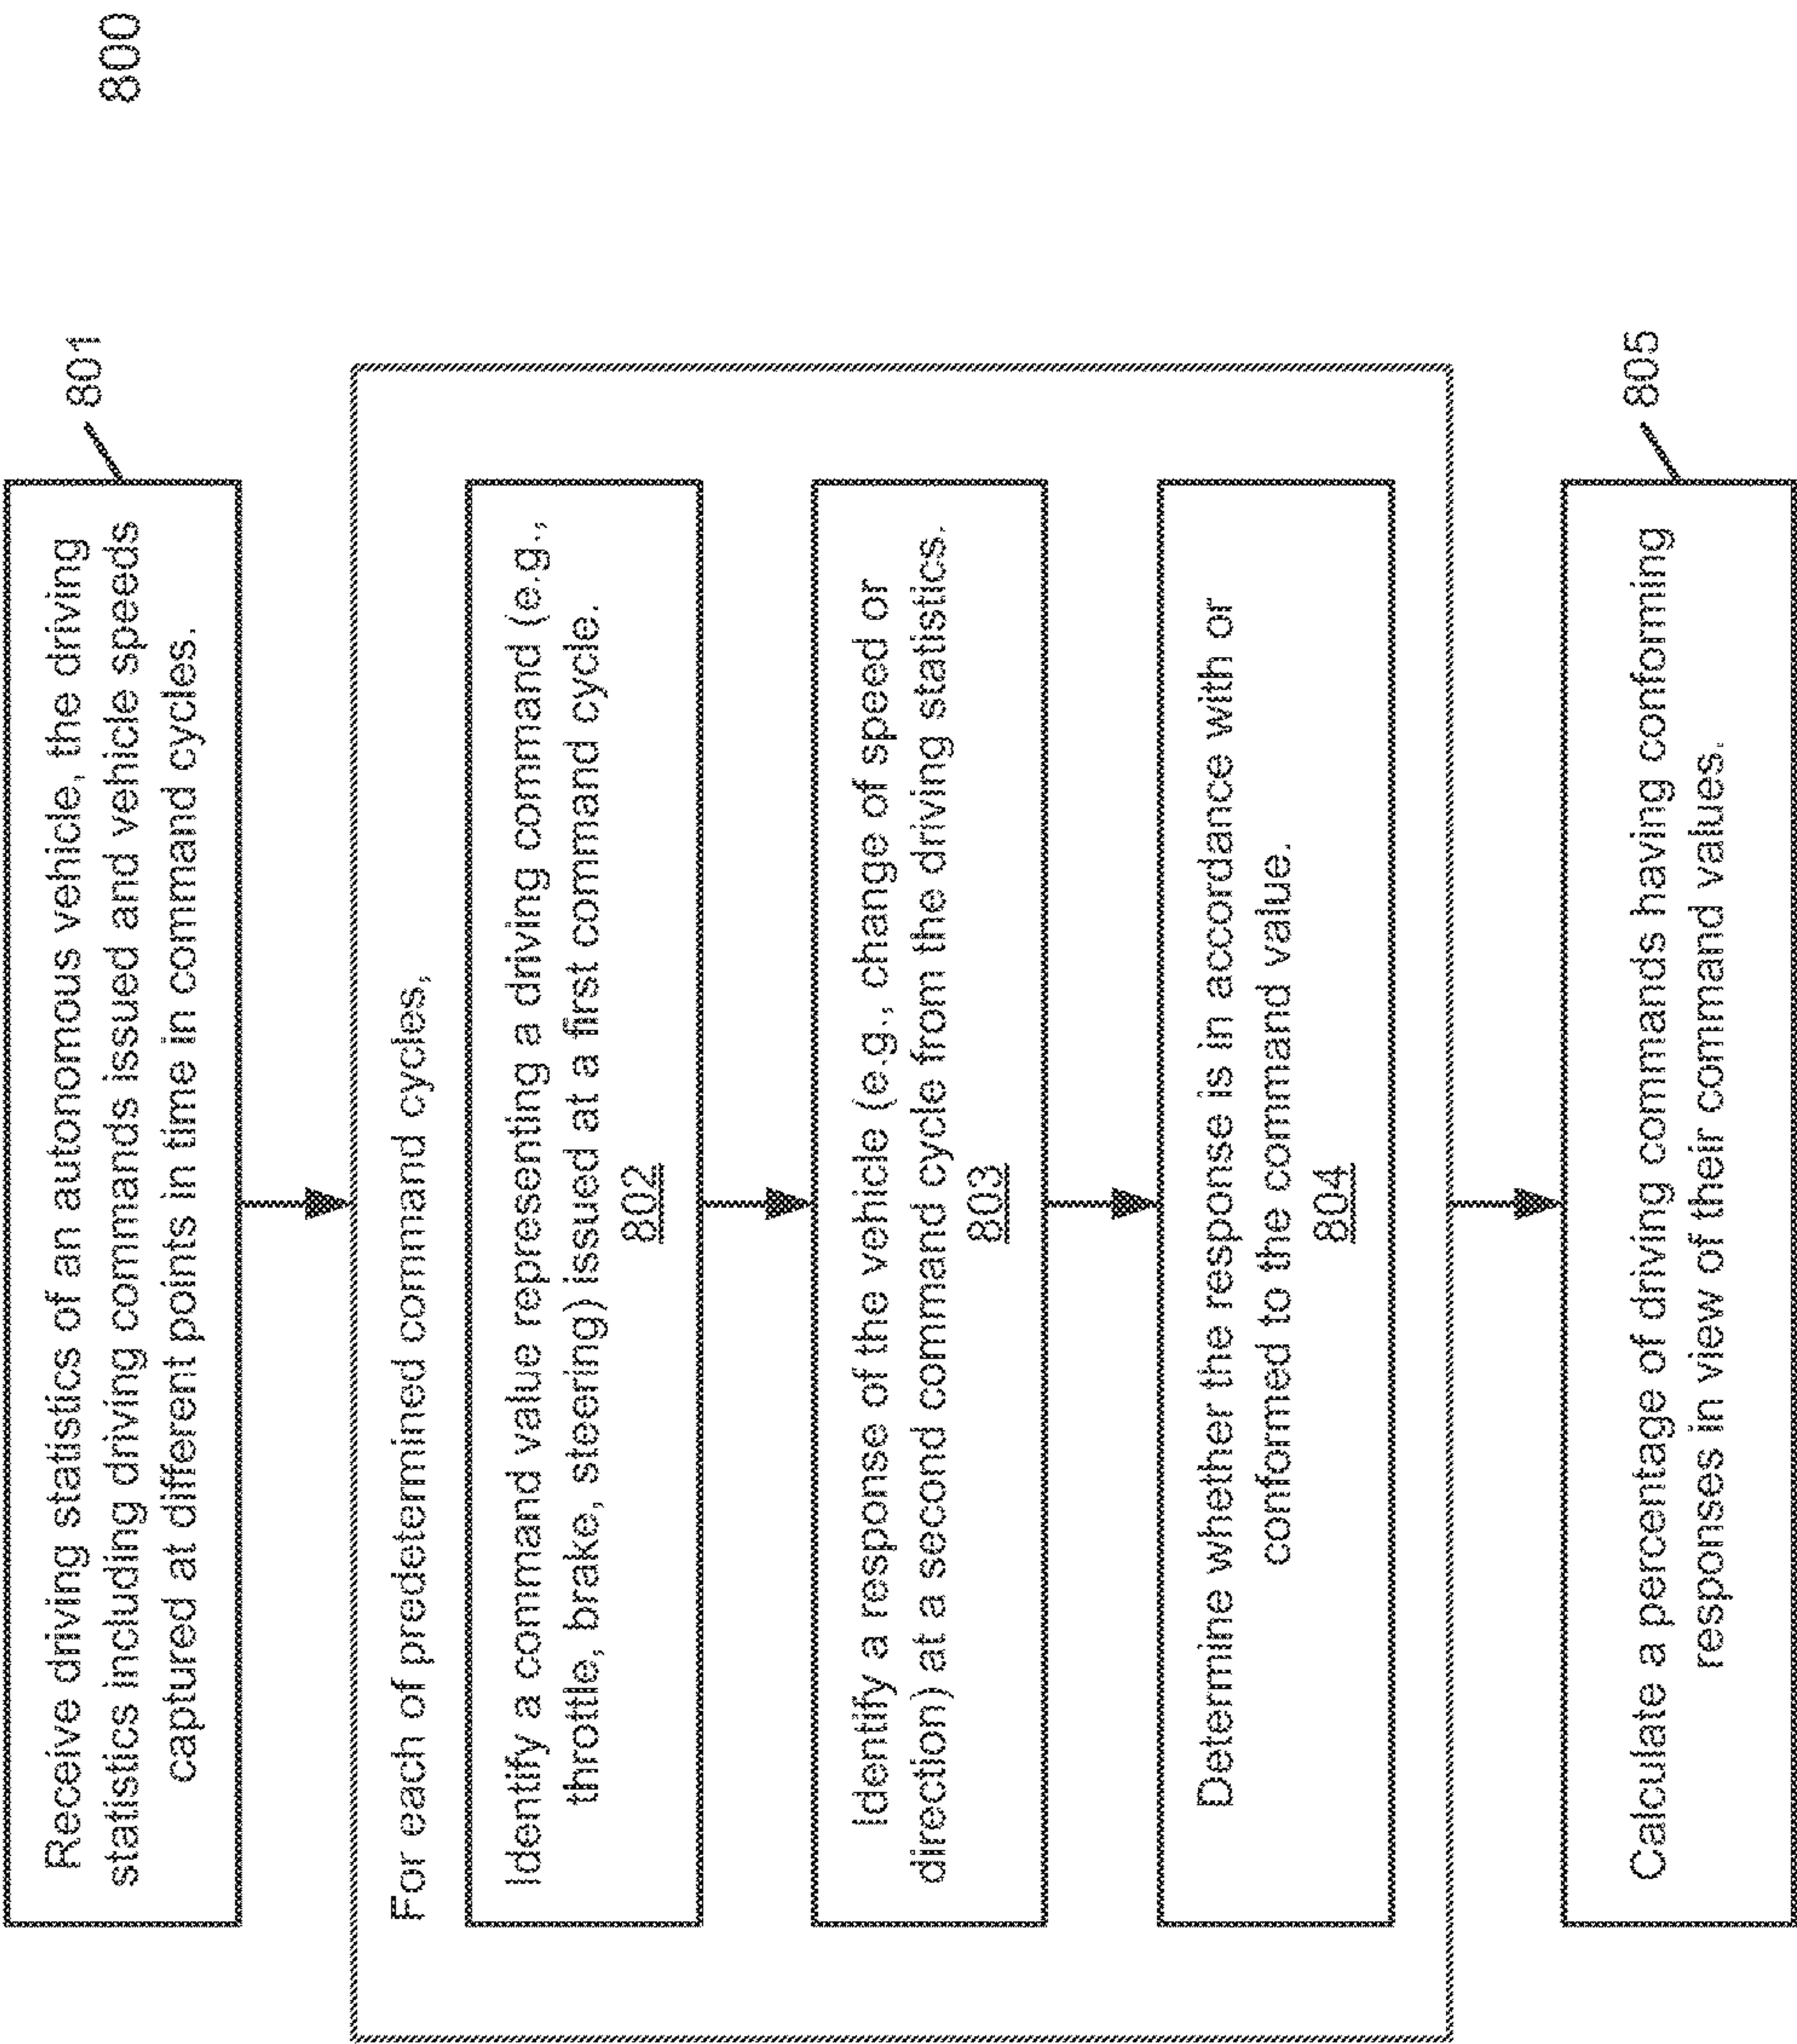 800
801
Receive driving statistics of an autonomous vehicle, the driving
statistics including driving commands issued and vehicle speeds
captured at different points in time in command cycles.
For each of predetermined command cycles,
Identify a command value representing a driving command (e.g.,
throttle, brake, steering) issued at a first command cycle.
802
Identify a response of the vehicle (e.g., change of speed or
direction) at a second command cycle from the driving statistics.
803
Determine whether the response is in accordance with or
conformed to the command value.
804
805
Calculate a percentage of driving commands having conforming
responses in view of their command values.